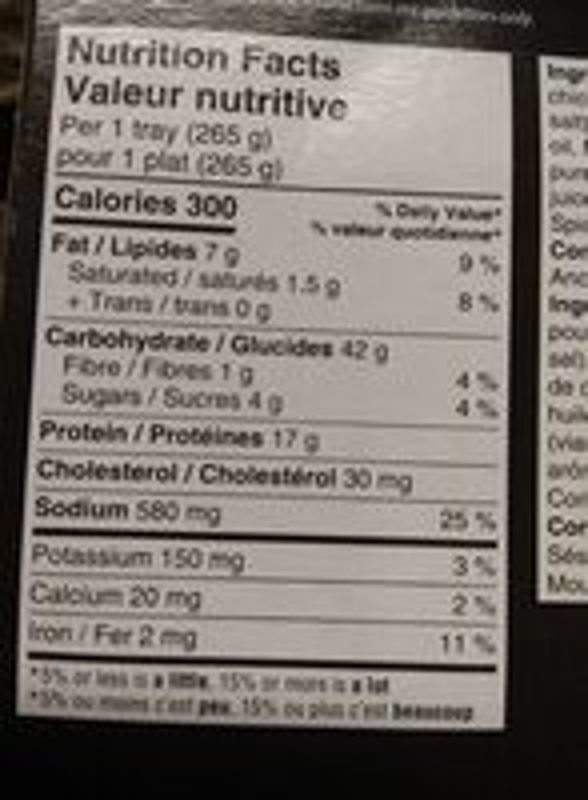 Nutrition Facts
Valeur nutritive
Per 1 tray (265 g)
pour 1 plat (265 g)
Calories 300
% Daily Value*
% valeur quotidienne*
Fat / Lipides 7 g 9 %
Saturated / saturés 1.5 g
+ Trans / trans 0 g 8 %
Carbohydrate / Glucides 42 g
Fibre / Fibres 1 g 4 %
Sugars / Sucres 4 g 4 %
Protein / Protéines 17 g
Cholesterol / Cholestérol 30 mg
Sodium 580 mg 25 %
Potassium 150 mg 3 %
Calcium 20 mg 2 %
Iron / Fer 2 mg 11 %
*5% or less is a little, 15% or more is a lot
*5% ou moins c'est peu, 15% ou plus c'est beaucoup